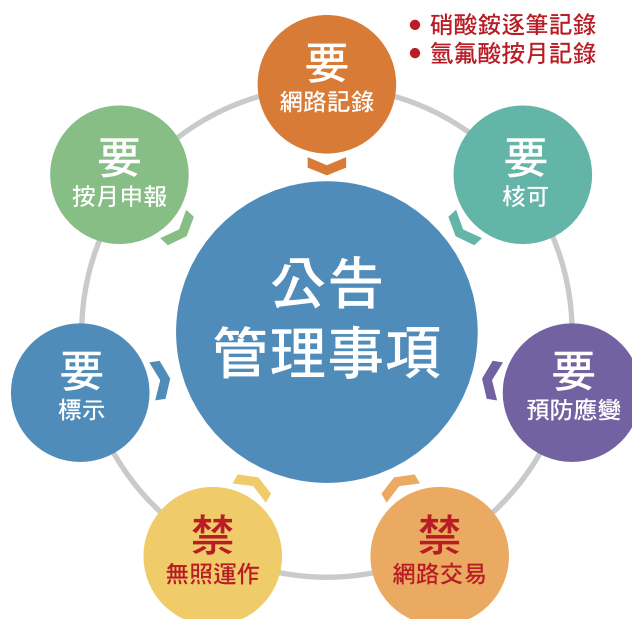 • 硝酸銨逐筆記錄
• 氫氟酸按月記錄
要
網路記錄
要
核可
要
預防應變
禁
網路交易
禁
無照運作
要
標示
要
按月申報
公告
管理事項